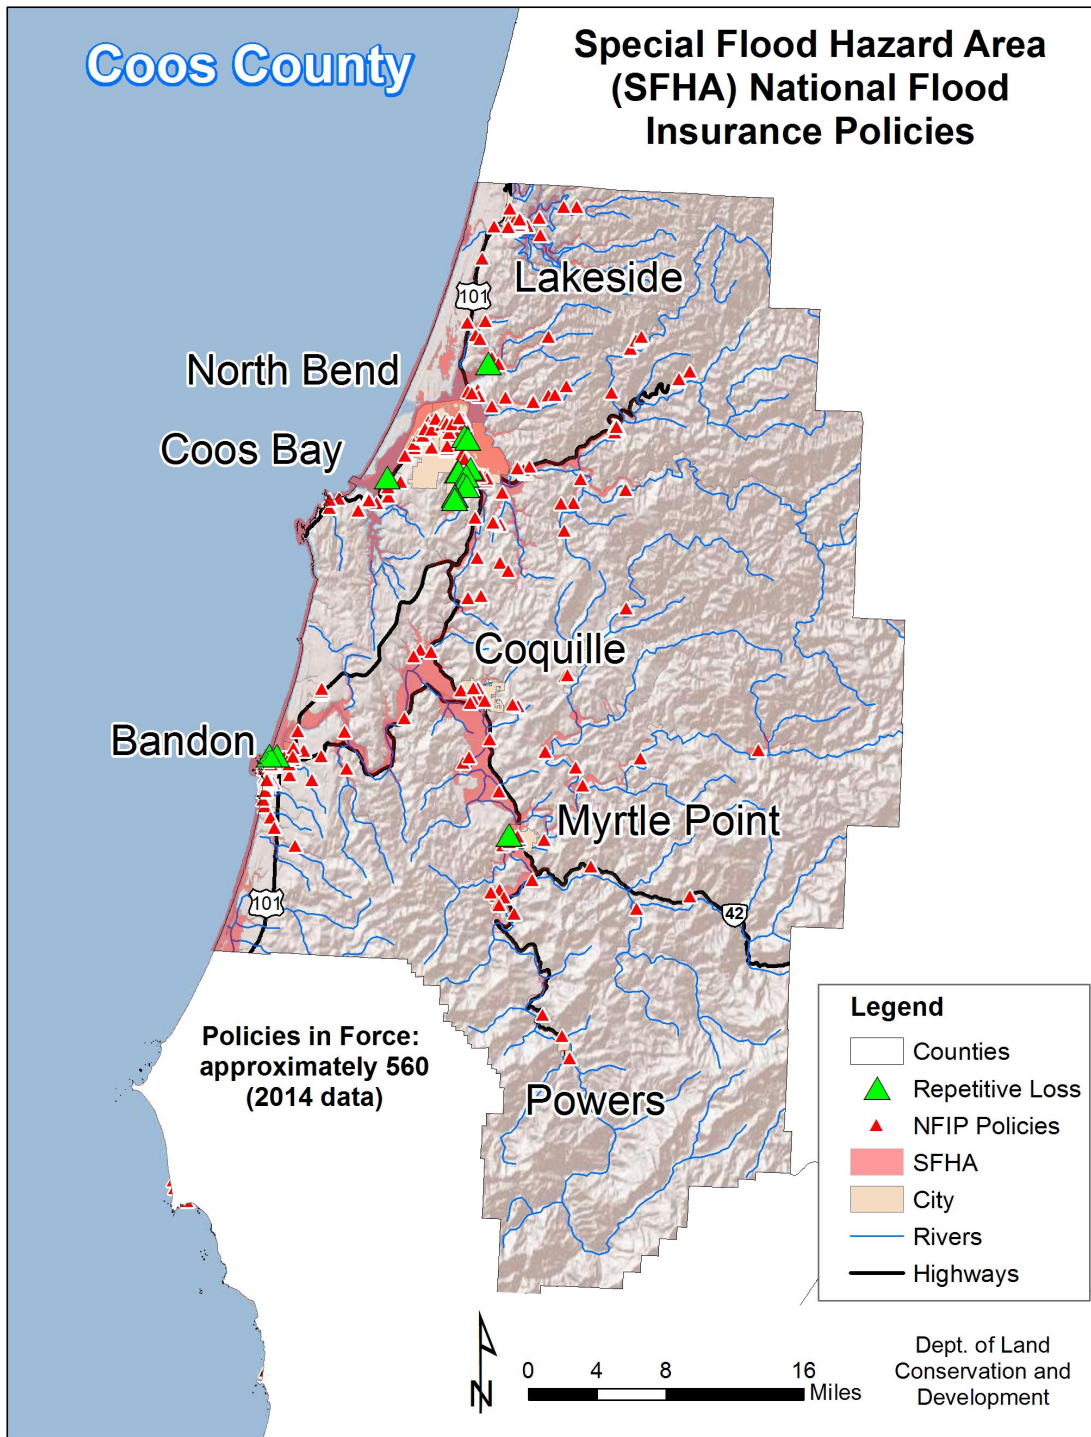 Coos County
Special Flood Hazard Area
(SFHA) National Flood
Insurance Policies
Lakeside
101
North Bend
Coos Bay
Coquille
Bandon
Myrtle Point
101
42
Policies in Force:
approximately 560
(2014 data)
Powers
Legend
Counties
Repetitive Loss
NFIP Policies
SFHA
City
Rivers
Highways
N
0 4 8 16
Miles
Dept. of Land
Conservation and
Development